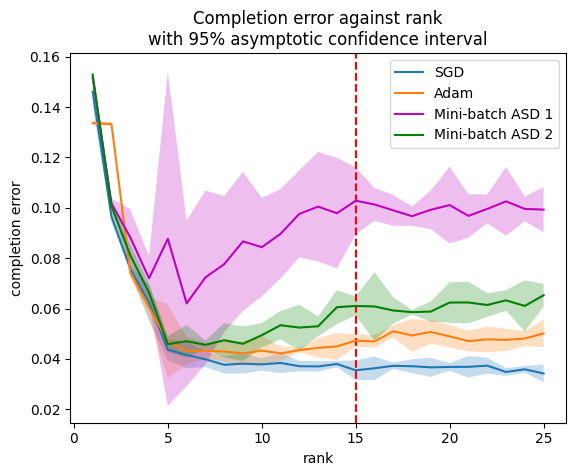 Completion error against rank
with 95% asymptotic confidence interval
SGD
Adam
Mini-batch ASD 1
Mini-batch ASD 2
completion error
0.16
0.14
0.12
0.10
0.08
0.06
0.04
0.02
0
5
10
15
20
25
rank